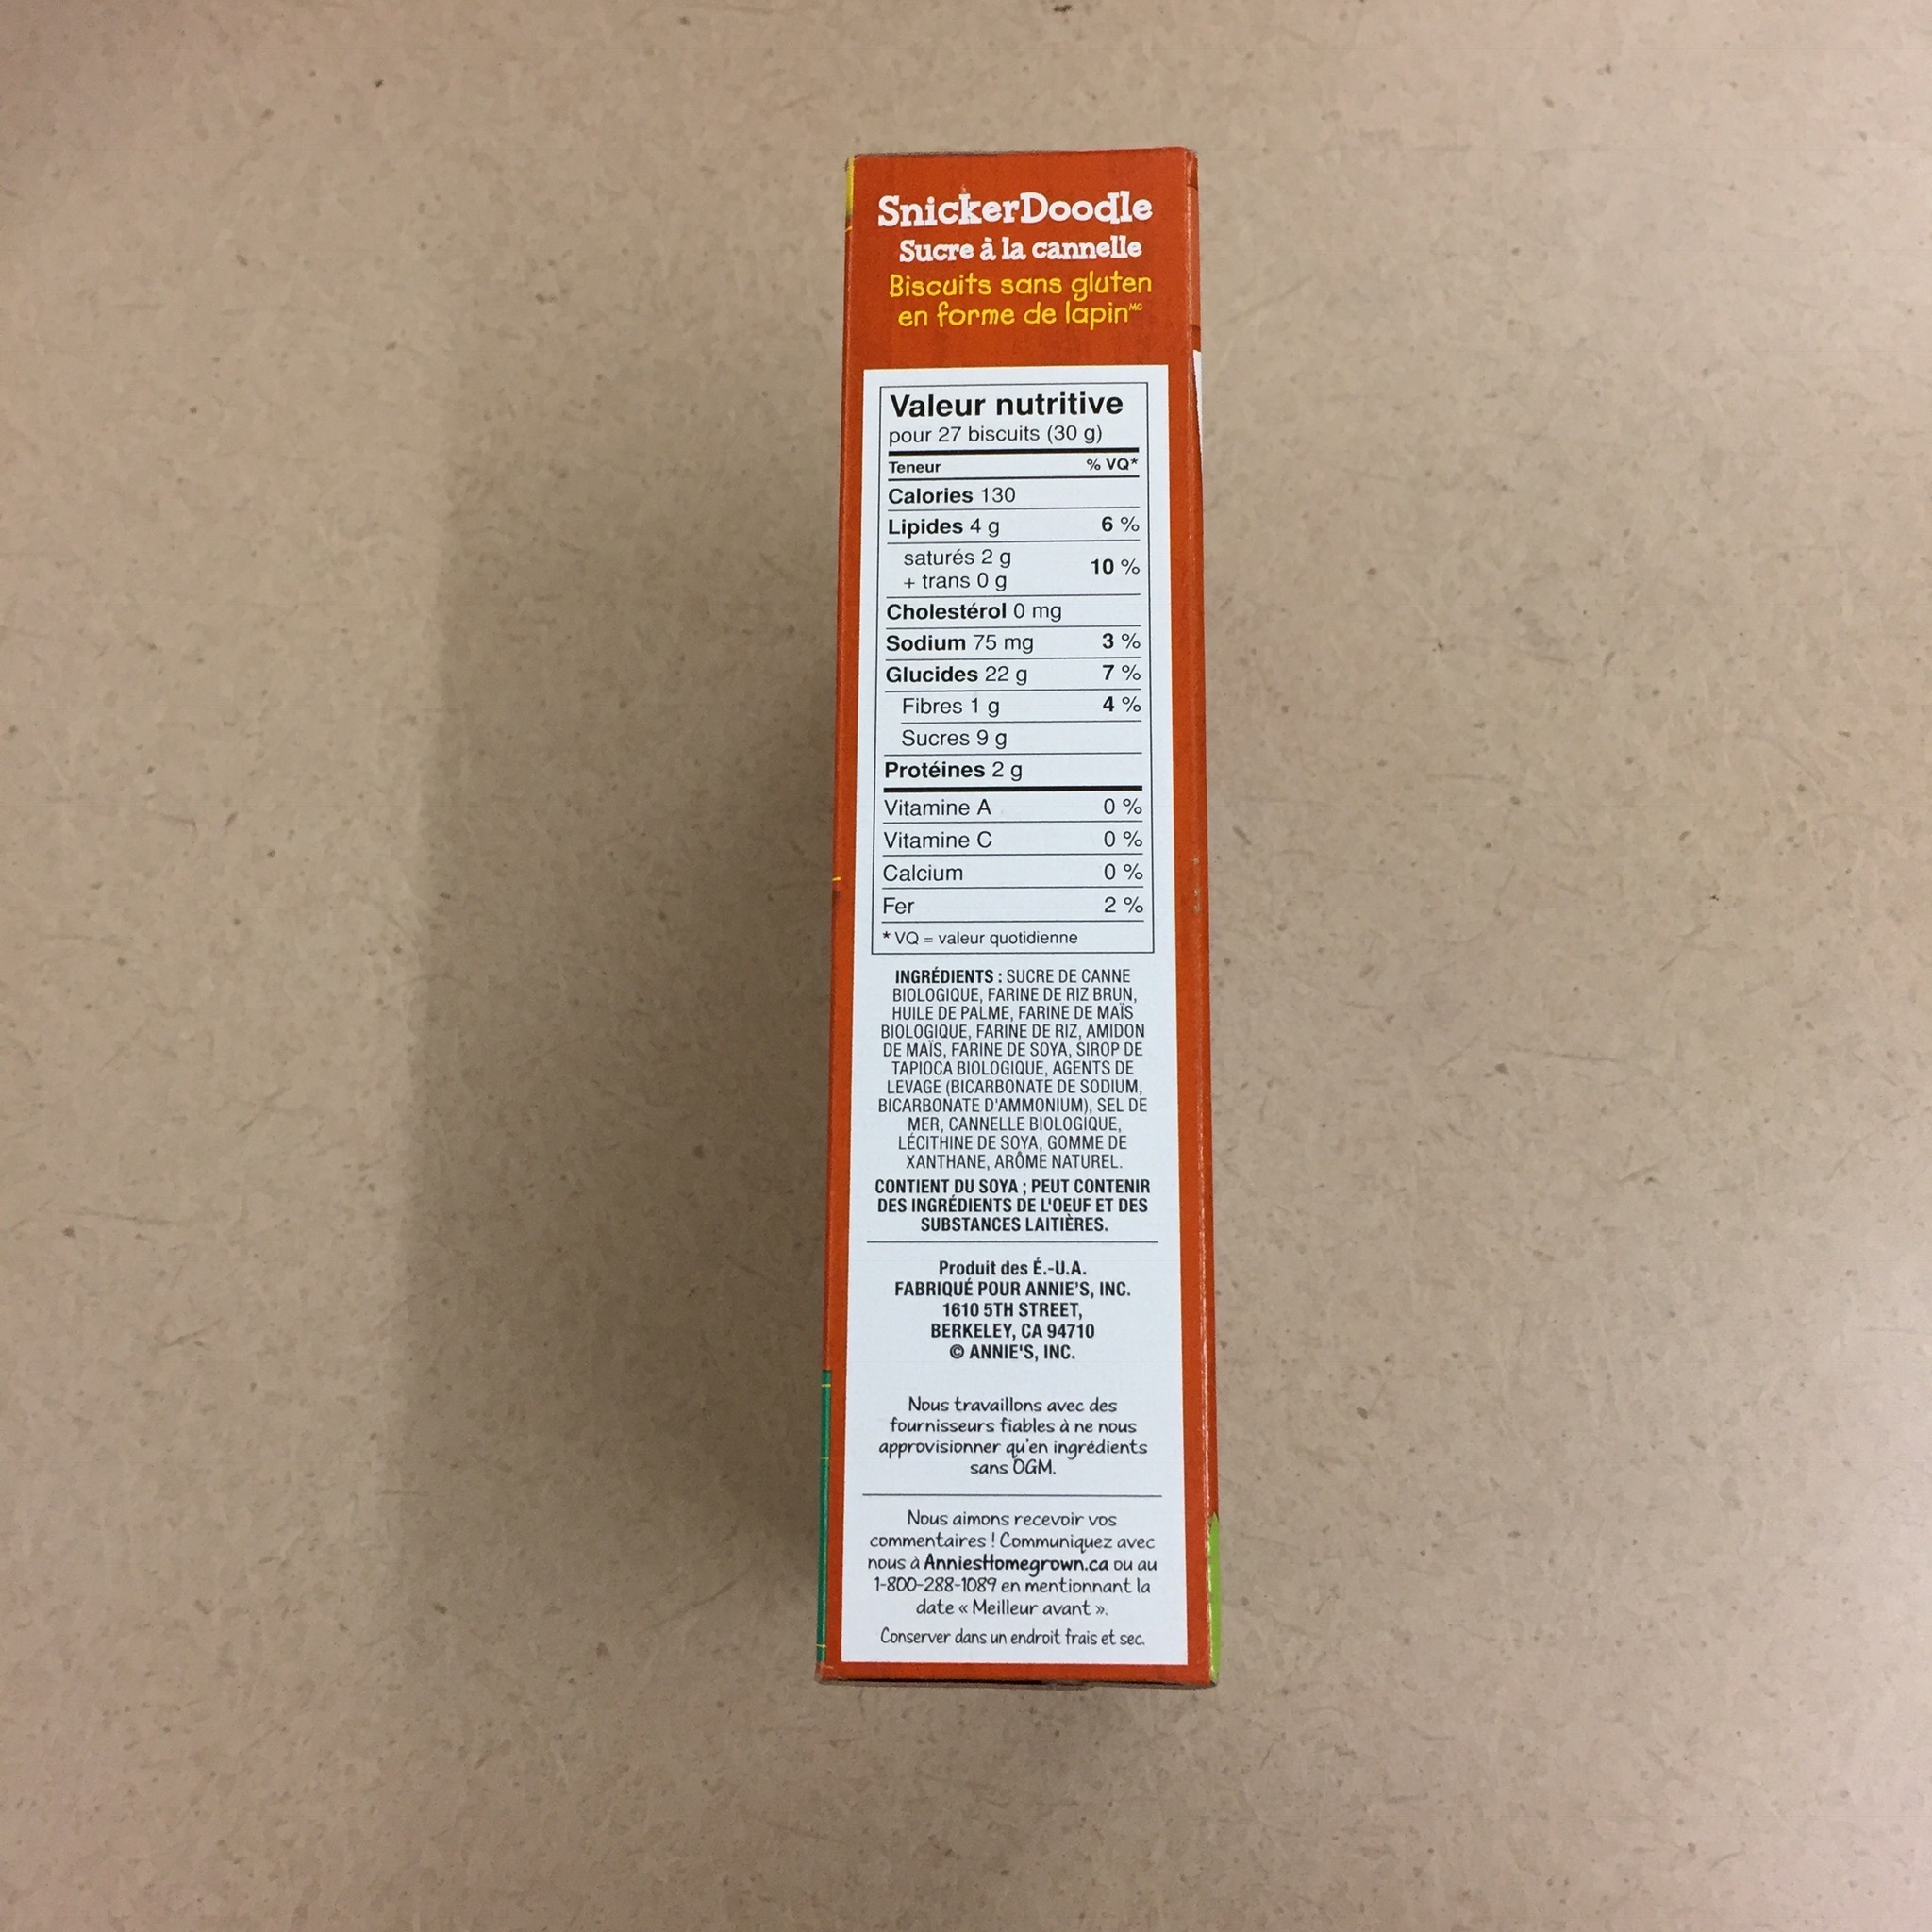 SnickerDoodle
Sucre à la cannelle
Biscuits sans gluten
en forme de lapin MC
Valeur nutritive
pour 27 biscuits (30 g)
Teneur % VQ*
Calories 130
Lipides 4 g 6 %
saturés 2 g
+ trans 0 g 10 %
Cholestérol 0 mg
Sodium 75 mg 3 %
Glucides 22 g 7 %
Fibres 1 g 4 %
Sucres 9 g
Protéines 2 g
Vitamine A 0 %
Vitamine C 0 %
Calcium 0 %
Fer 2 %
* VQ = valeur quotidienne
INGRÉDIENTS : SUCRE DE CANNE
BIOLOGIQUE, FARINE DE RIZ BRUN,
HUILE DE PALME, FARINE DE MAÏS
BIOLOGIQUE, FARINE DE RIZ, AMIDON
DE MAÏS, FARINE DE SOYA, SIROP DE
TAPIOCA BIOLOGIQUE, AGENTS DE
LEVAGE (BICARBONATE DE SODIUM,
BICARBONATE D'AMMONIUM), SEL DE
MER, CANNELLE BIOLOGIQUE,
LÉCITHINE DE SOYA, GOMME DE
XANTHANE, ARÔME NATUREL.
CONTIENT DU SOYA ; PEUT CONTENIR
DES INGRÉDIENTS DE L'OEUF ET DES
SUBSTANCES LAITIÈRES.
Produit des É.-U.A.
FABRIQUÉ POUR ANNIE'S, INC.
1610 5TH STREET,
BERKELEY, CA 94710
© ANNIE'S, INC.
Nous travaillons avec des
fournisseurs fiables à ne nous
approvisionner qu'en ingrédients
sans OGM.
Nous aimons recevoir vos
commentaires ! Communiquez avec
nous à AnniesHomegrown.ca ou au
1-800-288-1089 en mentionnant la
date « Meilleur avant ».
Conserver dans un endroit frais et sec.